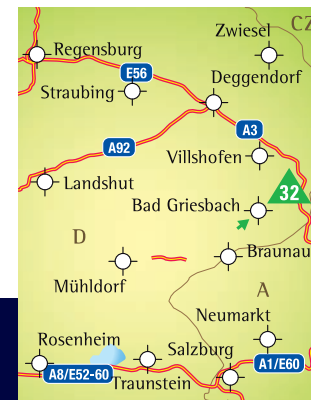 CZ
Zwiesel
Regensburg
E56
Deggendorf
Straubing
A3
A92
Villshofen
Landshut
32
Bad Griesbach
D
Braunau
Mühldorf
A
Neumarkt
Rosenheim
Salzburg
A1/E60
A8/E52-60
Traunstein